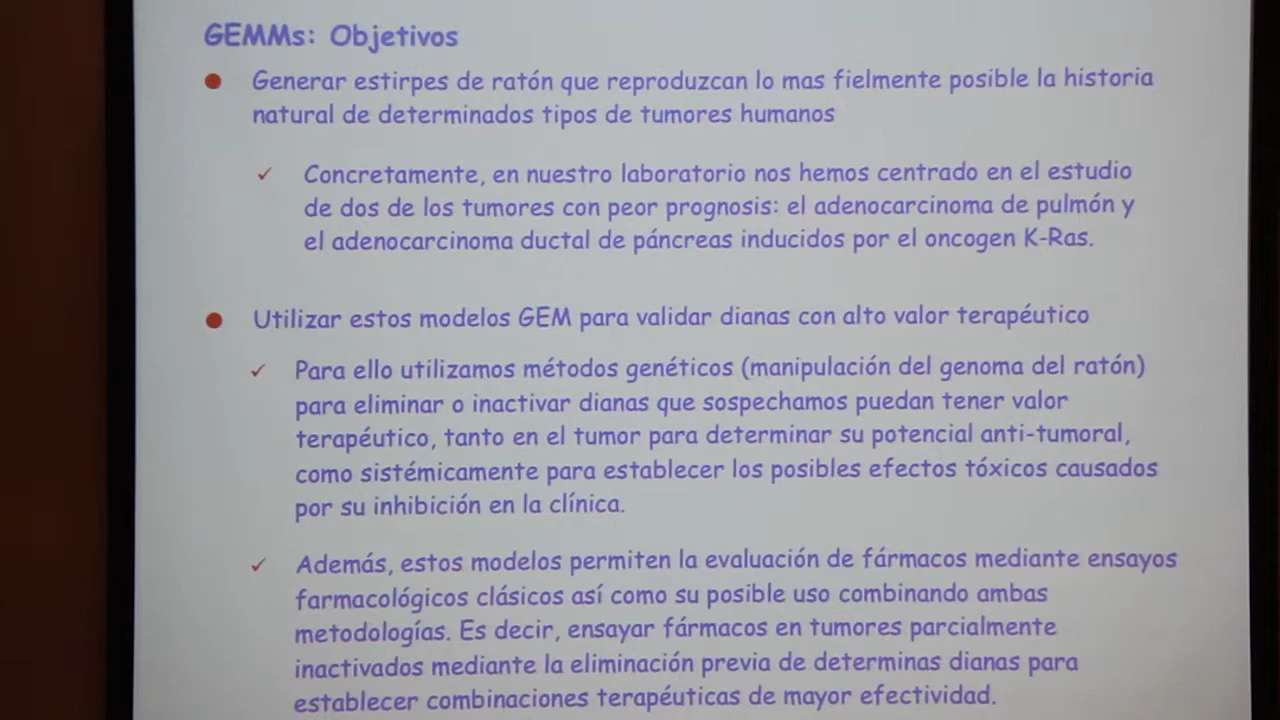 GEMMs: Objetivos
Generar estirpes de ratón que reproduzcan lo mas fielmente posible la historia
natural de determinados tipos de tumores humanos
Concretamente, en nuestro laboratorio nos hemos centrado en el estudio
de dos de los tumores con peor prognosis: el adenocarcinoma de pulmón y
el adenocarcinoma ductal de páncreas inducidos por el oncogen K-Ras.
Utilizar estos modelos GEM para validar dianas con alto valor terapéutico
Para ello utilizamos métodos genéticos (manipulación del genoma del ratón)
para eliminar o inactivar dianas que sospechamos puedan tener valor
terapéutico, tanto en el tumor para determinar su potencial anti-tumoral,
como sistémicamente para establecer los posibles efectos tóxicos causados
por su inhibición en la clínica.
Además, estos modelos permiten la evaluación de fármacos mediante ensayos
farmacológicos clásicos así como su posible uso combinando ambas
metodologías. Es decir, ensayar fármacos en tumores parcialmente
inactivados mediante la eliminación previa de determinas dianas para
establecer combinaciones terapéuticas de mayor efectividad.